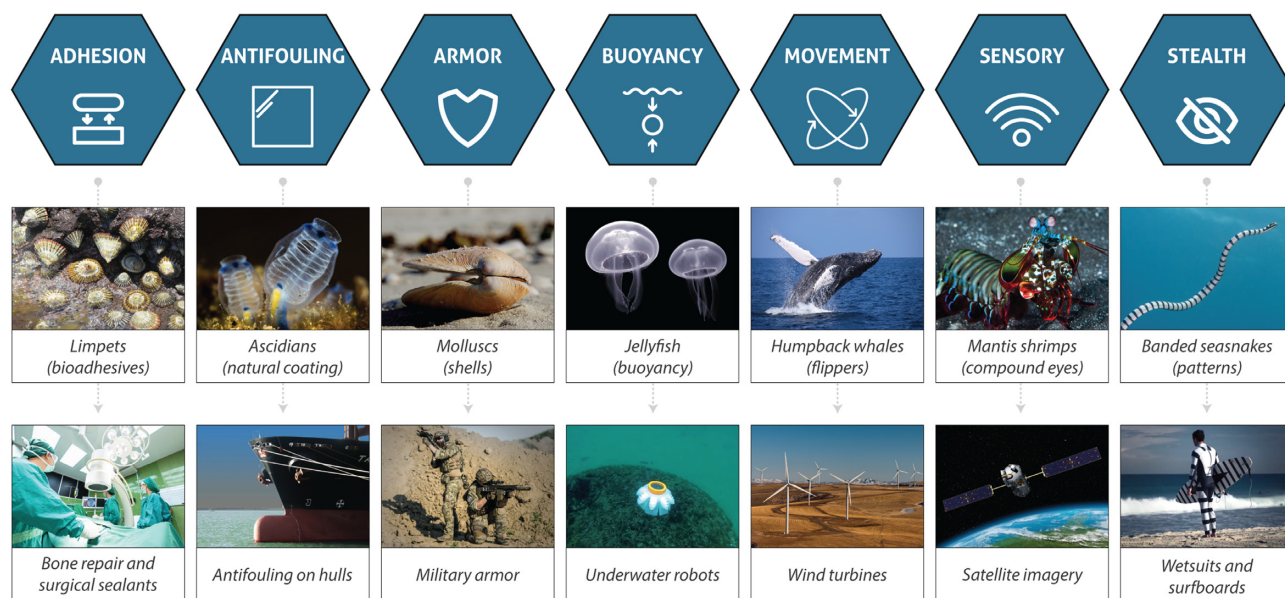 ADHESION
ANTIFOULING
ARMOR
BUOYANCY
MOVEMENT
SENSORY
STEALTH
Limpets
(bioadhesives)
Ascidians
(natural coating)
Molluscs
(shells)
Jellyfish
(buoyancy)
Humpback whales
(flippers)
Mantis shrimps
(compound eyes)
Banded seasnakes
(patterns)
Bone repair and
surgical sealants
Antifouling on hulls
Military armor
Underwater robots
Wind turbines
Satellite imagery
Wetsuits and
surfboards